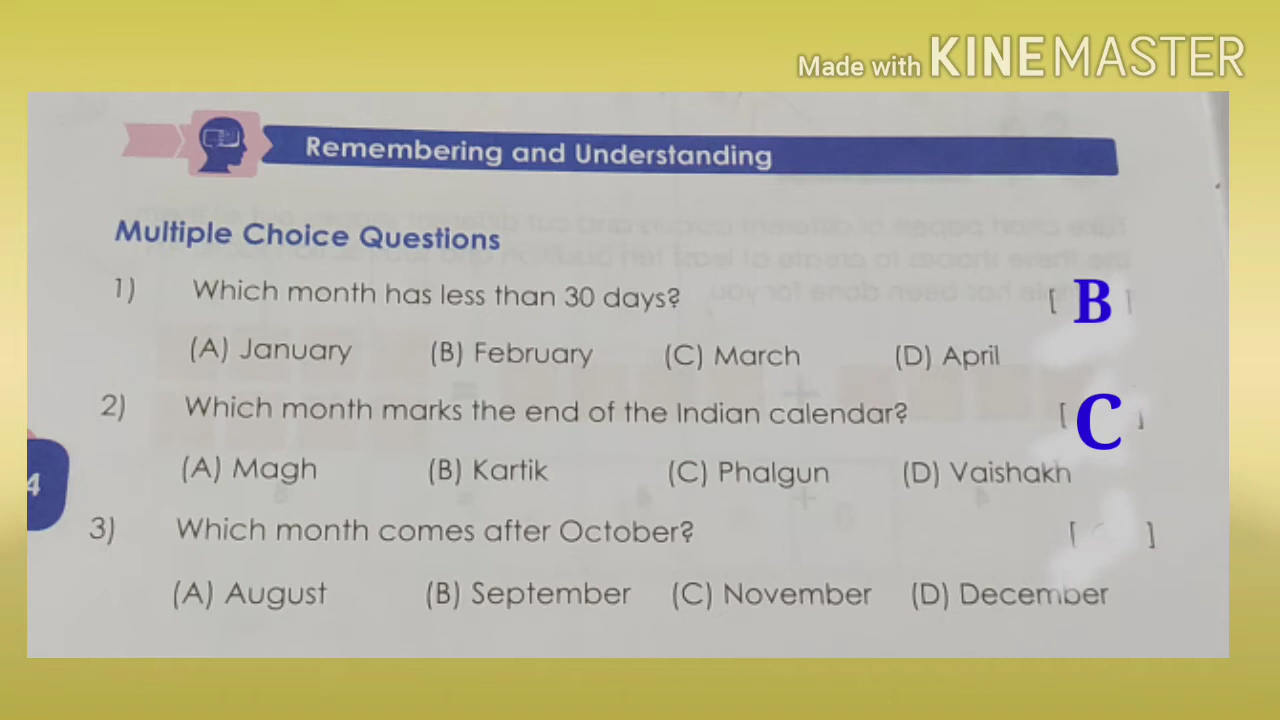 Made with KINEMASTER
Remembering and Understanding
Multiple Choice Questions
1) Which month has less than 30 days? [ B ]
(A) January (B) February (C) March (D) April
2) Which month marks the end of the Indian calendar? [ C ]
(A) Magh (B) Kartik (C) Phalgun (D) Vaishakh
4
3) Which month comes after October? [ ]
(A) August (B) September (C) November (D) December